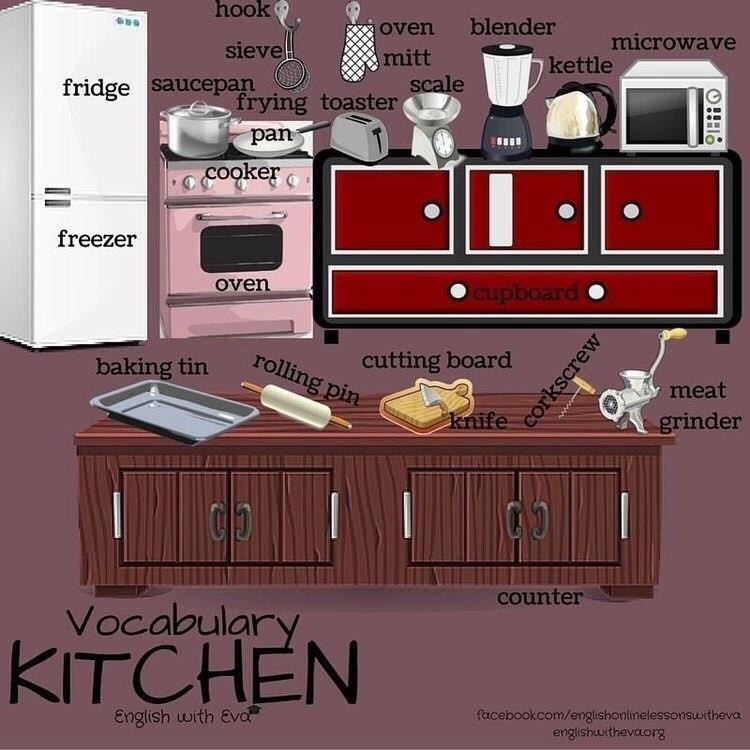 hook
oven
mitt
sieve
blender
microwave
kettle
fridge
saucepan
scale
frying
pan
toaster
cooker
freezer
oven
cupboard
baking tin
rolling pin
cutting board
knife
corkscrew
meat
grinder
counter
Vocabulary
KITCHEN
English with Eva
facebook.com/englishonlinelessonswitheva
englishwitheva.org